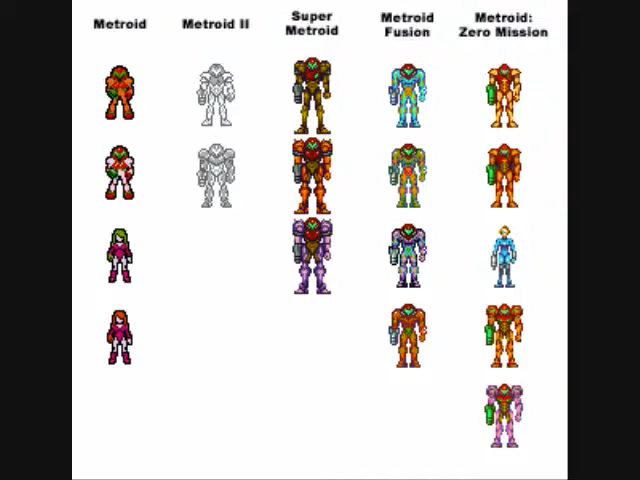 Metroid
Metroid II
Super
Metroid
Metroid
Fusion
Metroid:
Zero Mission